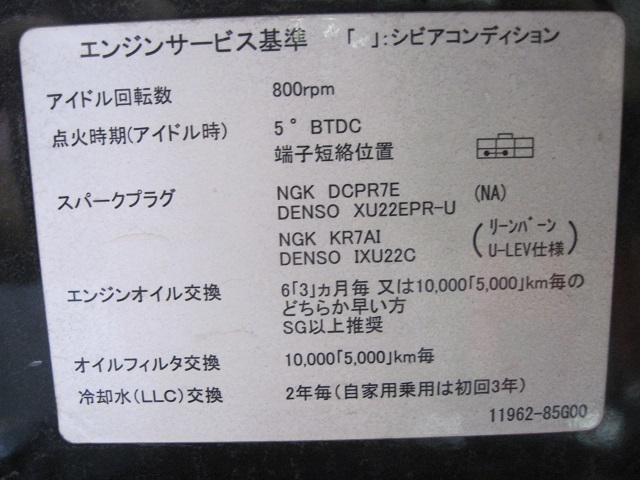 エンジンサービス基準 「 」:シビアコンディション
アイドル回転数 800rpm
点火時期(アイドル時) 5° BTDC
端子短絡位置
スパークプラグ NGK DCPR7E (NA)
DENSO XU22EPR-U
NGK KR7AI (リーンバーン
DENSO IXU22C U-LEV仕様)
エンジンオイル交換 6「3」ヵ月毎 又は10,000「5,000」km毎の
どちらか早い方
SG以上推奨
オイルフィルタ交換 10,000「5,000」km毎
冷却水(LLC)交換 2年毎(自家用乗用は初回3年)
11962-85G00